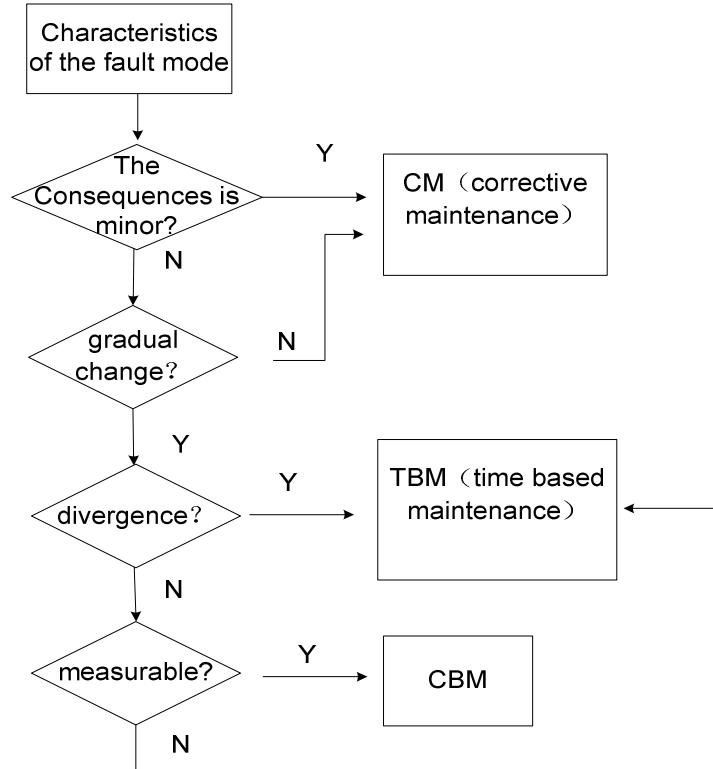 Characteristics
of the fault mode
The
Consequences is
minor?
Y
CM（corrective
maintenance）
N
gradual
change？
N
Y
divergence？
Y
TBM（time based
maintenance）
N
measurable?
Y
CBM
N